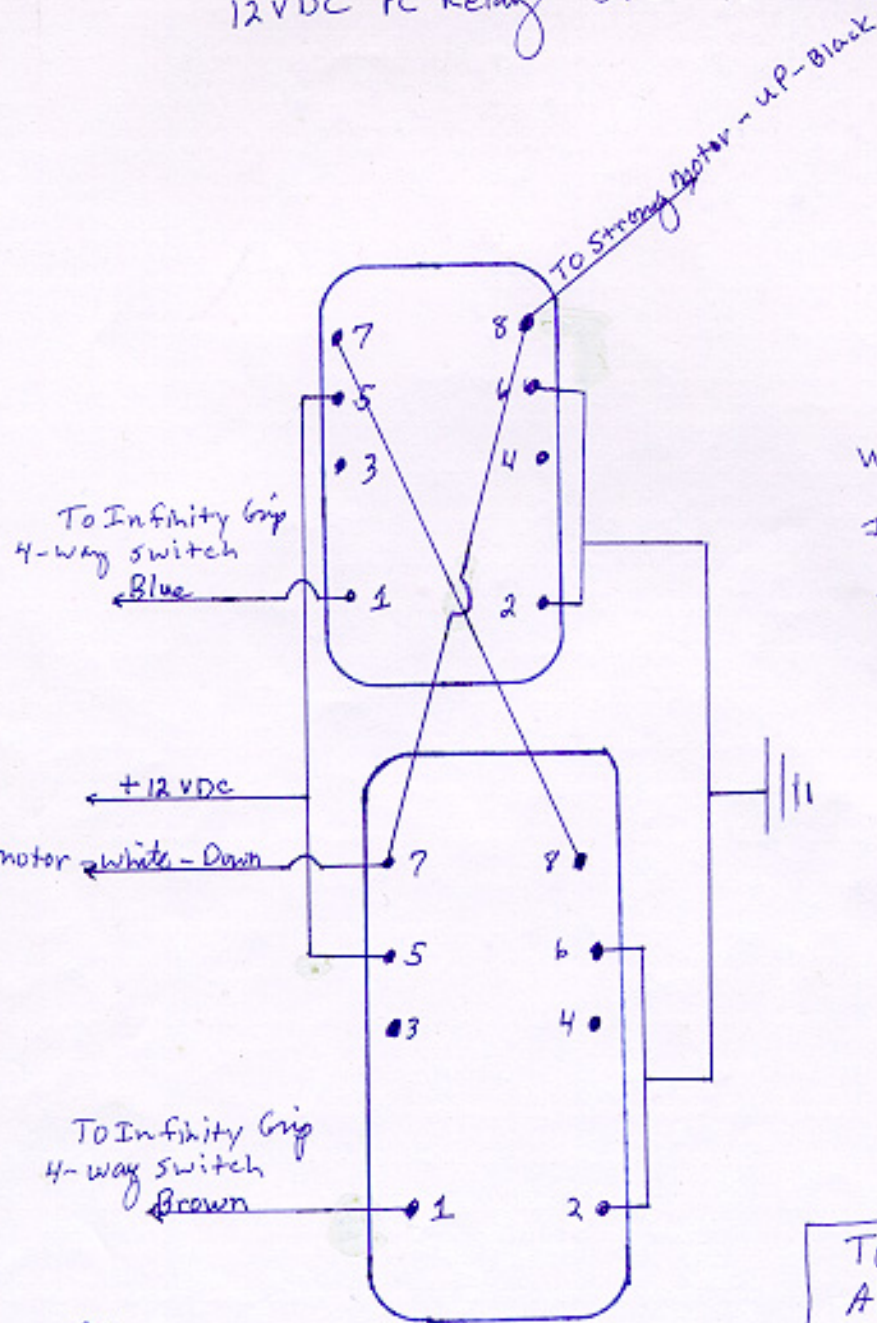 12VDC PC Relay
To Strong Motor - UP - Black
7 8
5 6
3 4
To Infinity Grip
4-way switch
Blue
1 2
+12 VDC
motor - white - Down
7 8
5 6
3 4
To Infinity Grip
4-way switch
Brown
1 2